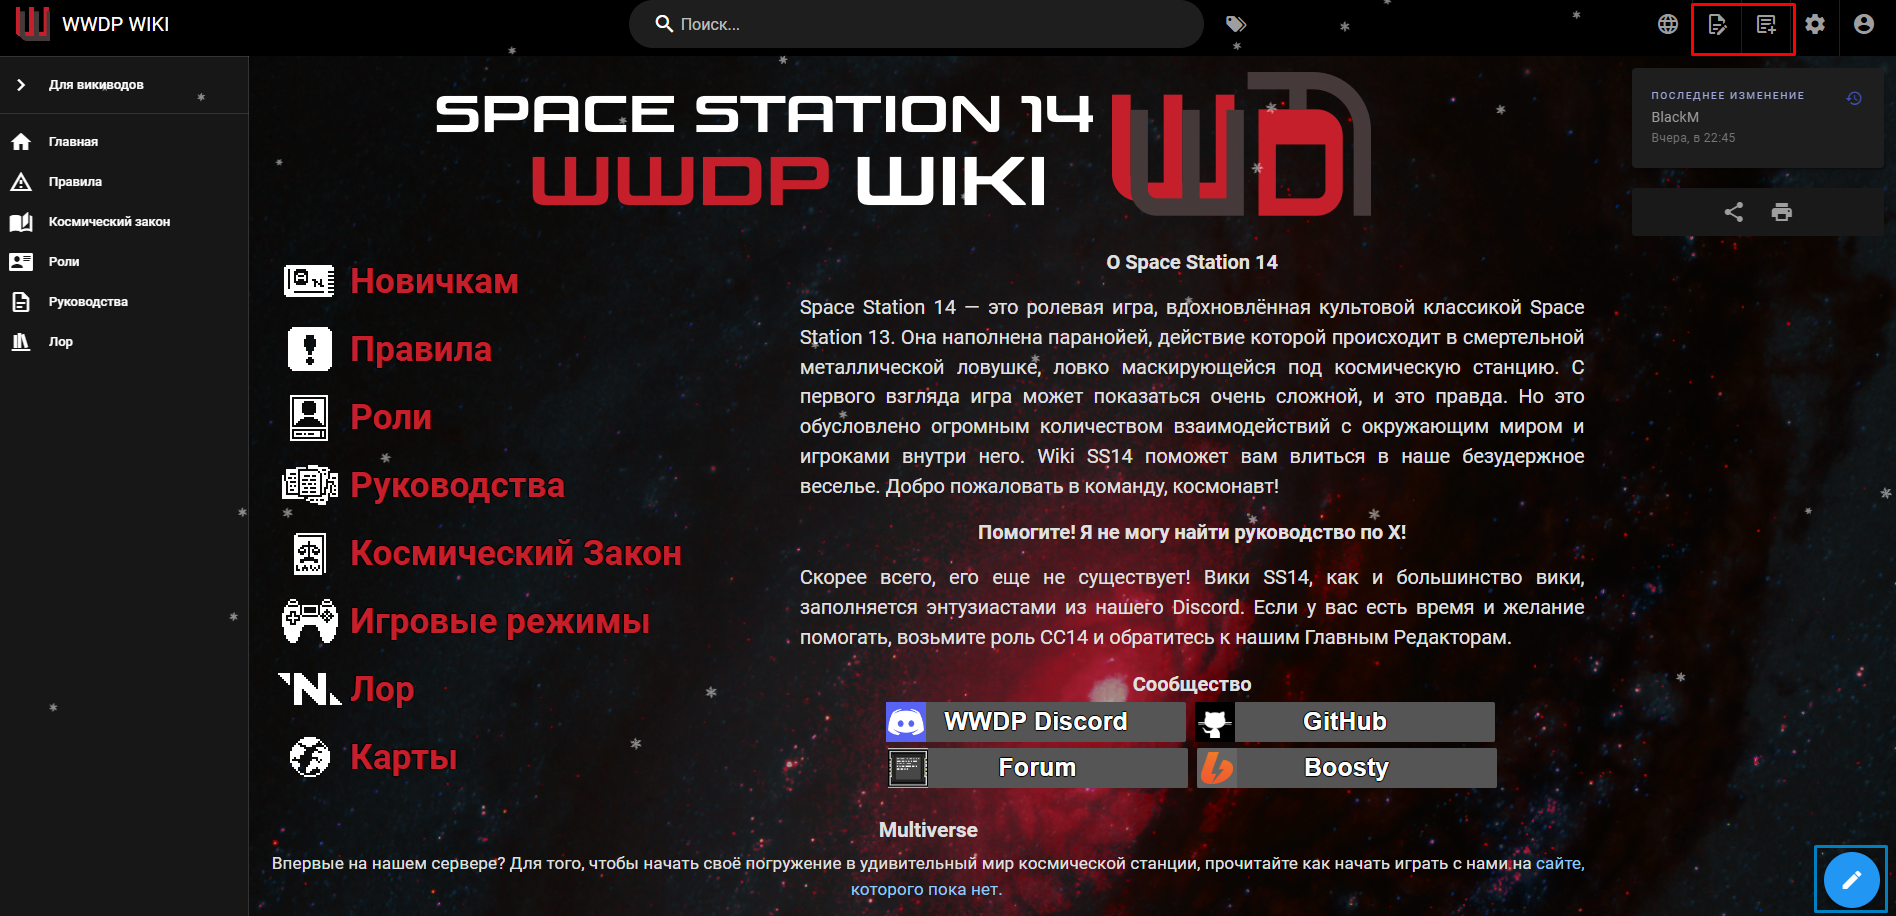 WWDP WIKI
Поиск...
Для викиводов
Главная
Правила
Космический закон
Роли
Руководства
Лор
SPACE STATION 14
WWDP WIKI
ПОСЛЕДНЕЕ ИЗМЕНЕНИЕ
BlackM
Вчера, в 22:45
Новичкам
Правила
Роли
Руководства
LAW
Космический Закон
Игровые режимы
N
Лор
Карты
О Space Station 14
Space Station 14 — это ролевая игра, вдохновлённая культовой классикой Space
Station 13. Она наполнена паранойей, действие которой происходит в смертельной
металлической ловушке, ловко маскирующейся под космическую станцию. С
первого взгляда игра может показаться очень сложной, и это правда. Но это
обусловлено огромным количеством взаимодействий с окружающим миром и
игроками внутри него. Wiki SS14 поможет вам влиться в наше безудержное
веселье. Добро пожаловать в команду, космонавт!
Помогите! Я не могу найти руководство по X!
Скорее всего, его еще не существует! Вики SS14, как и большинство вики,
заполняется энтузиастами из нашего Discord. Если у вас есть время и желание
помогать, возьмите роль СС14 и обратитесь к нашим Главным Редакторам.
Сообщество
WWDP Discord
GitHub
Forum
Boosty
Multiverse
Впервые на нашем сервере? Для того, чтобы начать своё погружение в удивительный мир космической станции, прочитайте как начать играть с нами на сайте,
которого пока нет.